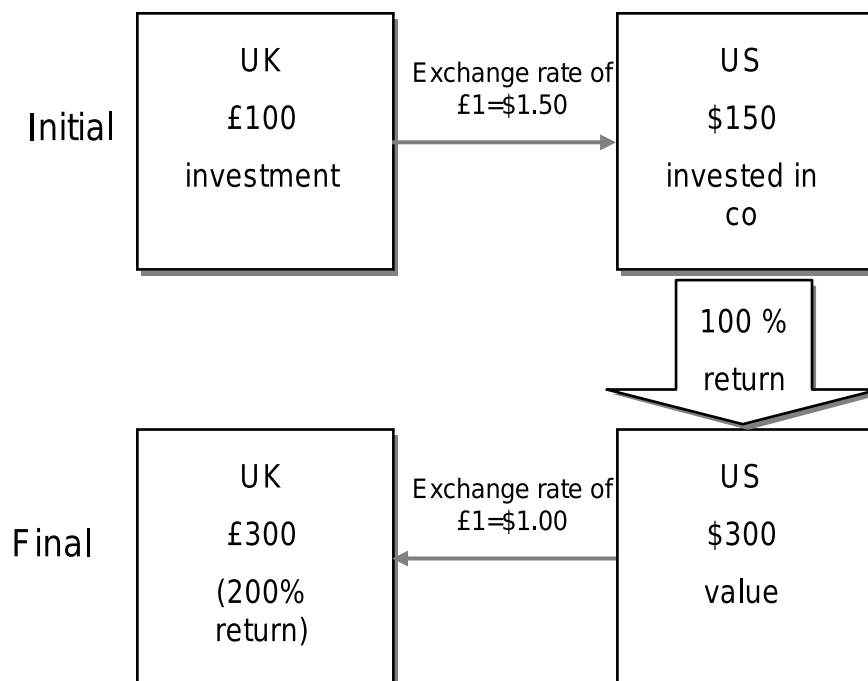 Initial
UK
£100
investment
Exchange rate of
£1=$1.50
US
$150
invested in
co
100 %
return
Final
UK
£300
(200%
return)
Exchange rate of
£1=$1.00
US
$300
value